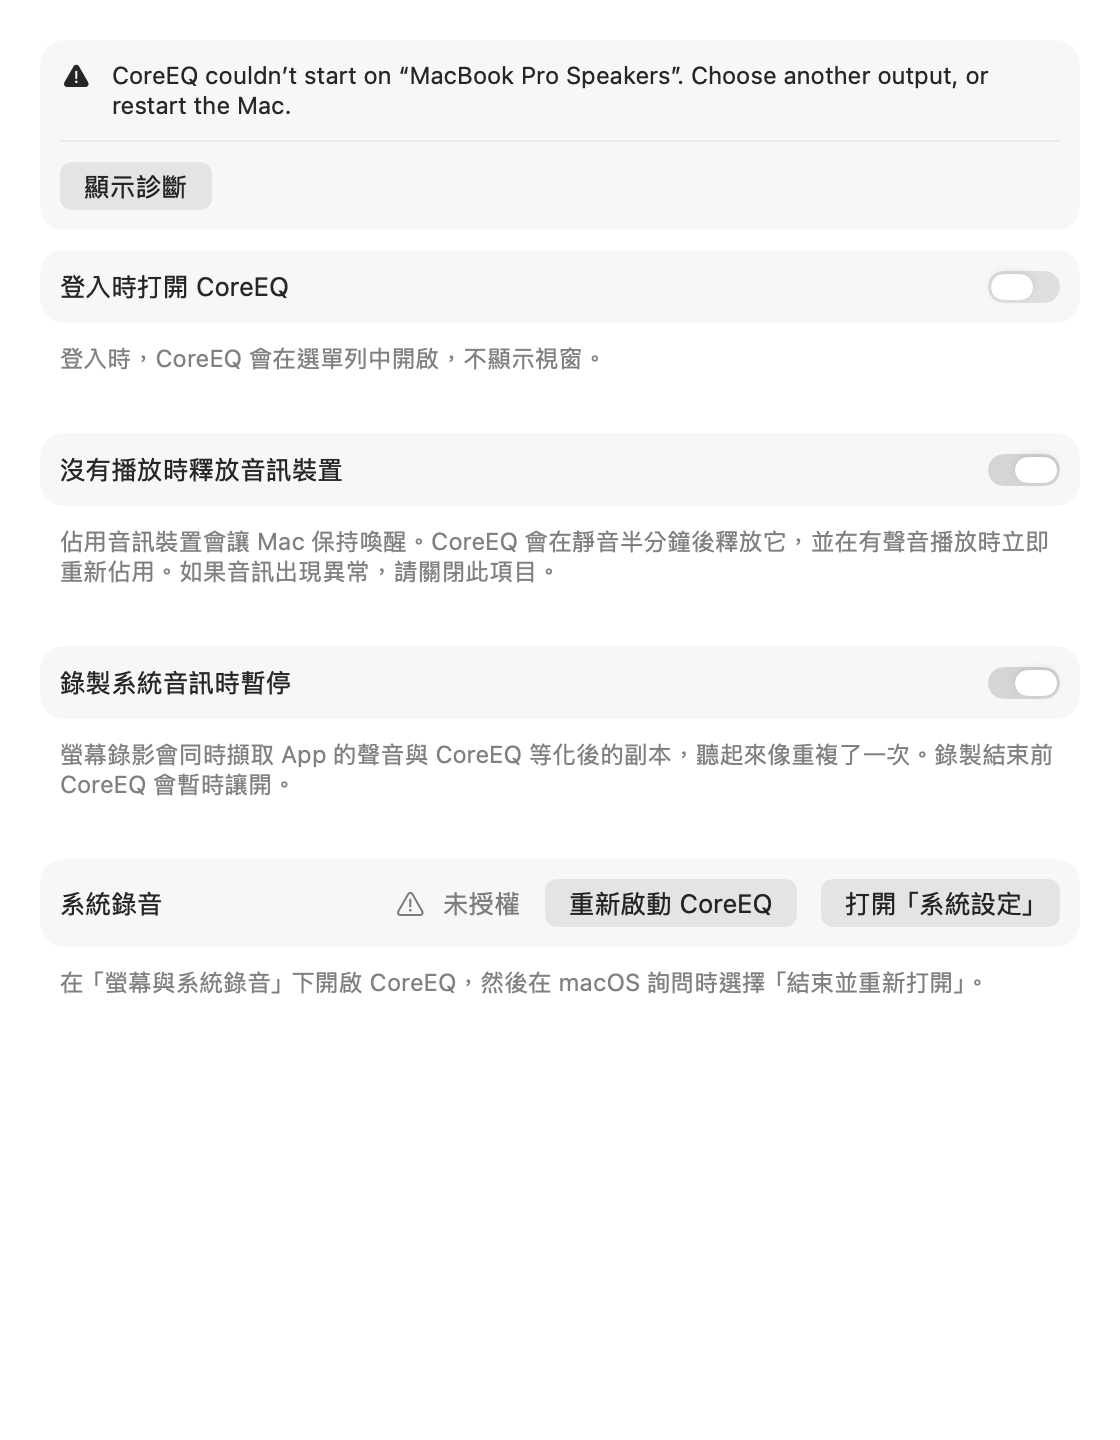 CoreEQ couldn’t start on “MacBook Pro Speakers”. Choose another output, or
restart the Mac.
顯示診斷
登入時打開 CoreEQ
登入時，CoreEQ 會在選單列中開啟，不顯示視窗。
沒有播放時釋放音訊裝置
佔用音訊裝置會讓 Mac 保持喚醒。CoreEQ 會在靜音半分鐘後釋放它，並在有聲音播放時立即
重新佔用。如果音訊出現異常，請關閉此項目。
錄製系統音訊時暫停
螢幕錄影會同時擷取 App 的聲音與 CoreEQ 等化後的副本，聽起來像重複了一次。錄製結束前
CoreEQ 會暫時讓開。
系統錄音 未授權 重新啟動 CoreEQ 打開「系統設定」
在「螢幕與系統錄音」下開啟 CoreEQ，然後在 macOS 詢問時選擇「結束並重新打開」。